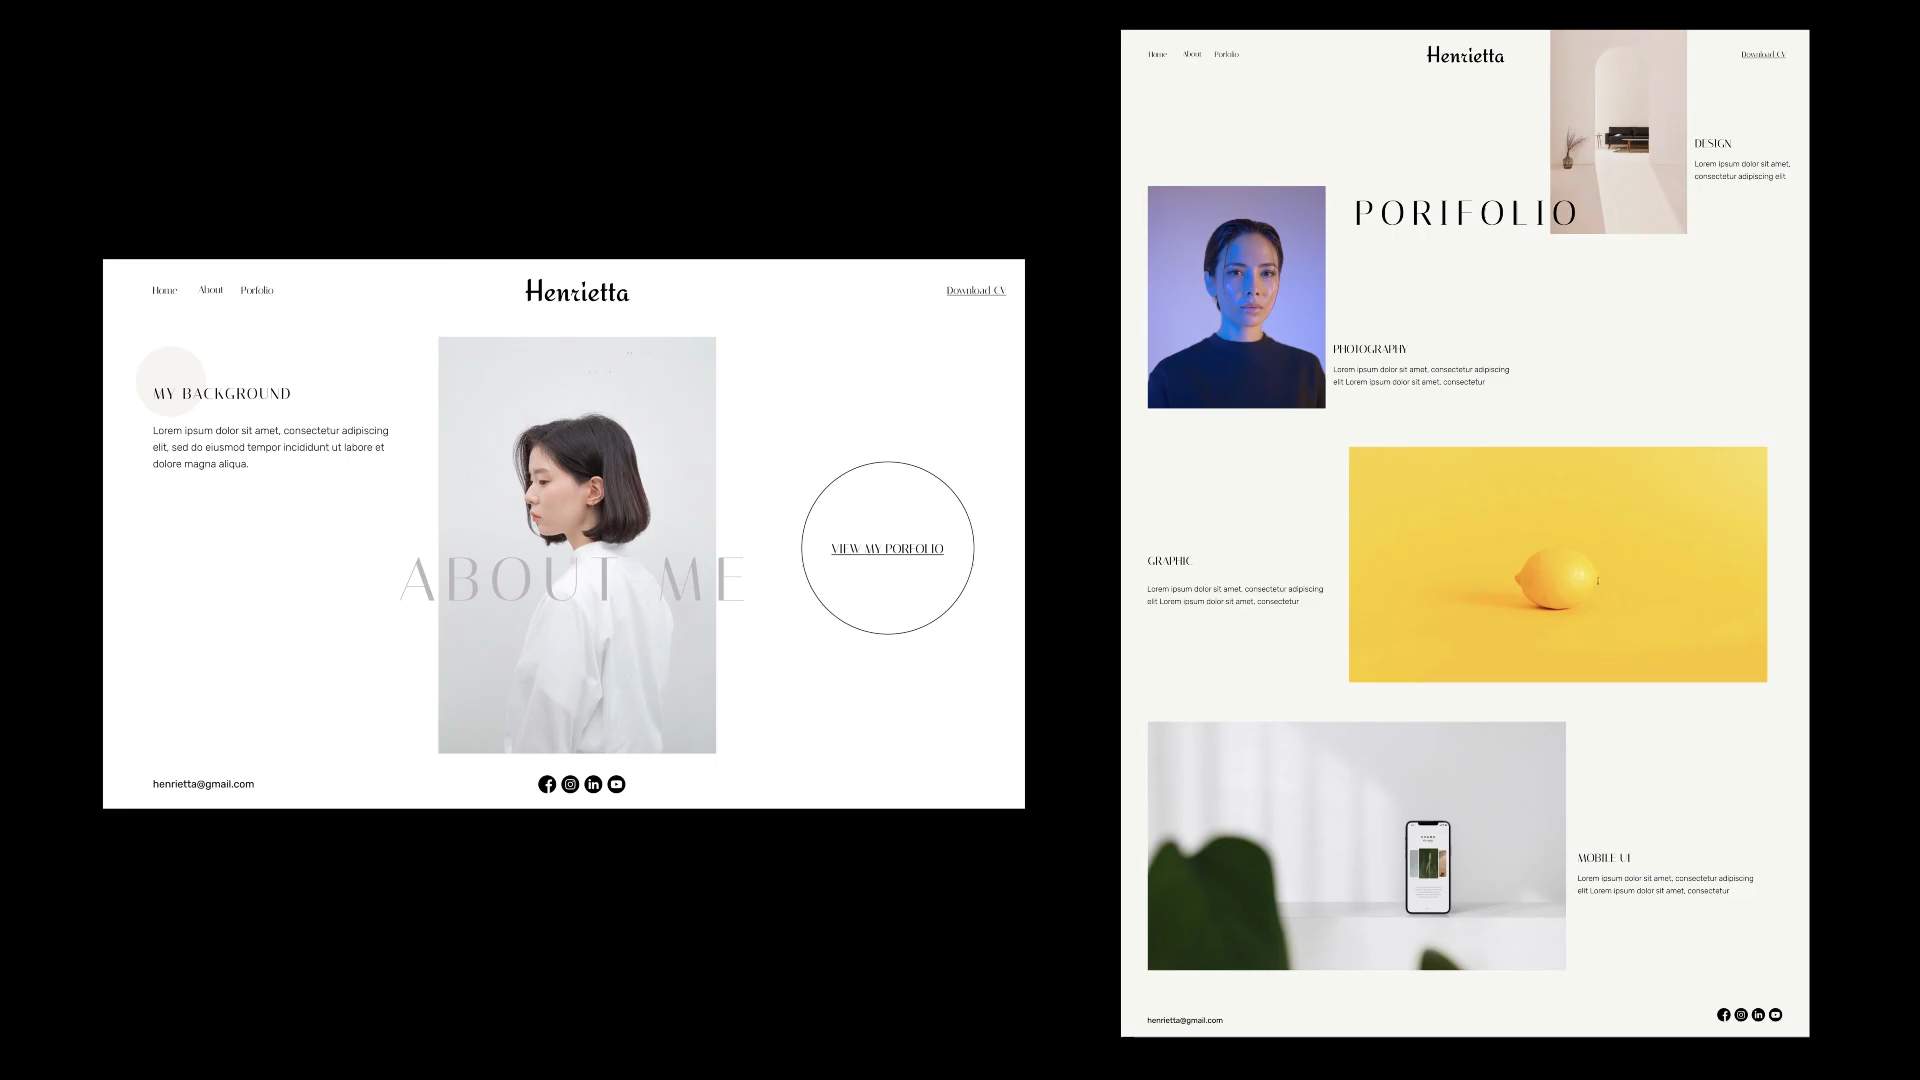 Home About Porfolio
Henrietta
Download CV
MY BACKGROUND
Lorem ipsum dolor sit amet, consectetur adipiscing
elit, sed do eiusmod tempor incididunt ut labore et
dolore magna aliqua.
ABOUT ME
VIEW MY PORFOLIO
henrietta@gmail.com
Home About Porfolio
Henrietta
Download CV
DESIGN
Lorem ipsum dolor sit amet,
consectetur adipiscing elit
PORIFOLIO
PHOTOGRAPHY
Lorem ipsum dolor sit amet, consectetur adipiscing
elit Lorem ipsum dolor sit amet, consectetur
GRAPHIC
Lorem ipsum dolor sit amet, consectetur adipiscing
elit Lorem ipsum dolor sit amet, consectetur
MOBILE UI
Lorem ipsum dolor sit amet, consectetur adipiscing
elit Lorem ipsum dolor sit amet, consectetur
henrietta@gmail.com